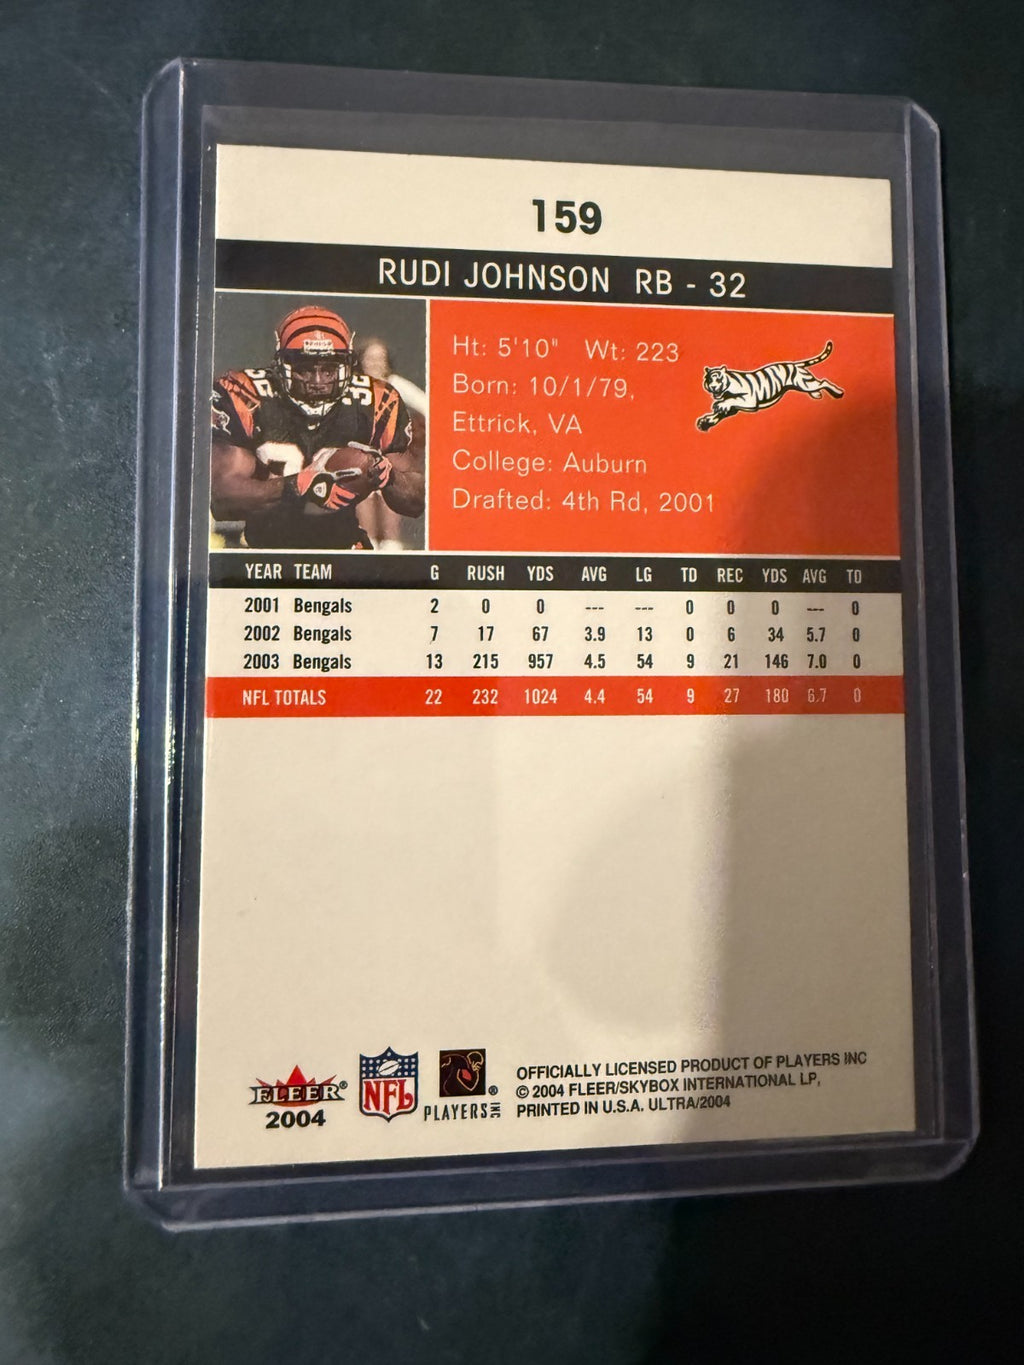 159
RUDI JOHNSON RB - 32
Ht: 5'10" Wt: 223
Born: 10/1/79,
Ettrick, VA
College: Auburn
Drafted: 4th Rd, 2001
YEAR TEAM G RUSH YDS AVG LG TD REC YDS AVG TD
2001 Bengals 2 0 0 --- --- 0 0 0 --- 0
2002 Bengals 7 17 67 3.9 13 0 6 34 5.7 0
2003 Bengals 13 215 957 4.5 54 9 21 146 7.0 0
NFL TOTALS 22 232 1024 4.4 54 9 27 180 6.7 0
FLEER®
2004
NFL
PLAYERS INC ®
OFFICIALLY LICENSED PRODUCT OF PLAYERS INC
© 2004 FLEER/SKYBOX INTERNATIONAL LP,
PRINTED IN U.S.A. ULTRA/2004